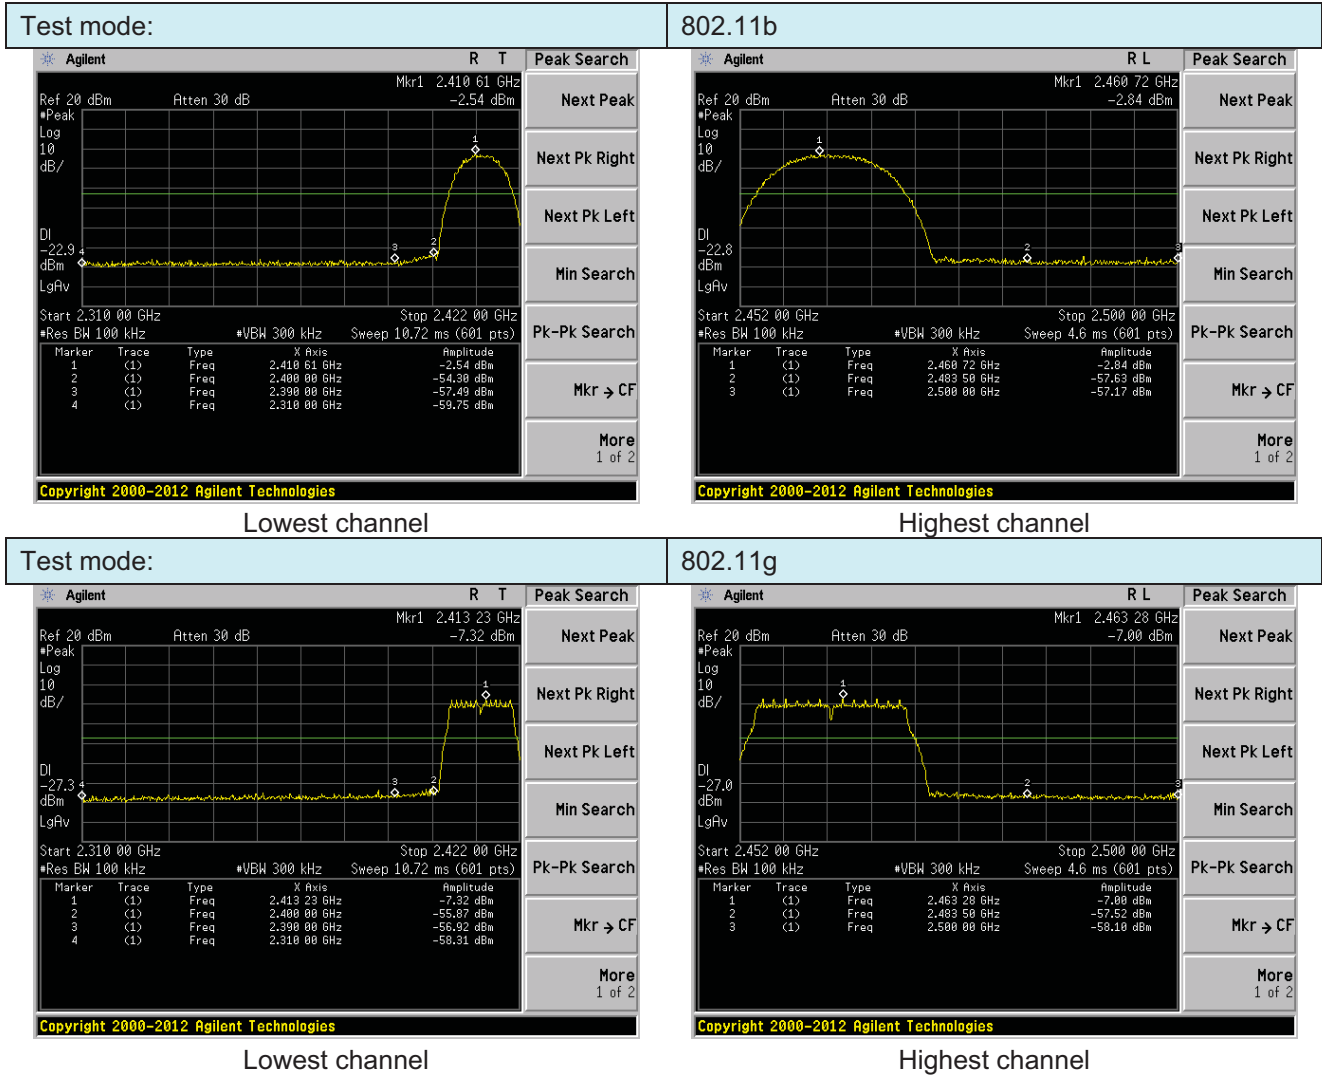 Test mode: 802.11b
Agilent R T Peak Search
Mkr1 2.410 61 GHz
Ref 20 dBm Atten 30 dB -2.54 dBm Next Peak
#Peak
Log
10
dB/
1
Next Pk Right
Next Pk Left
DI
-22.9
dBm
LgAv
4 3 2
Min Search
Start 2.310 00 GHz Stop 2.422 00 GHz
#Res BW 100 kHz #VBW 300 kHz Sweep 10.72 ms (601 pts) Pk-Pk Search
Marker Trace Type X Axis Amplitude
1 (1) Freq 2.410 61 GHz -2.54 dBm
2 (1) Freq 2.400 00 GHz -54.30 dBm
3 (1) Freq 2.390 00 GHz -57.49 dBm
4 (1) Freq 2.310 00 GHz -59.75 dBm
Mkr → CF
More
1 of 2
Copyright 2000-2012 Agilent Technologies
Lowest channel
Agilent R L Peak Search
Mkr1 2.460 72 GHz
Ref 20 dBm Atten 30 dB -2.84 dBm Next Peak
#Peak
Log
10
dB/
1
Next Pk Right
Next Pk Left
DI
-22.8
dBm
LgAv
2 3
Min Search
Start 2.452 00 GHz Stop 2.500 00 GHz
#Res BW 100 kHz #VBW 300 kHz Sweep 4.6 ms (601 pts) Pk-Pk Search
Marker Trace Type X Axis Amplitude
1 (1) Freq 2.460 72 GHz -2.84 dBm
2 (1) Freq 2.483 50 GHz -57.63 dBm
3 (1) Freq 2.500 00 GHz -57.17 dBm
Mkr → CF
More
1 of 2
Copyright 2000-2012 Agilent Technologies
Highest channel
Test mode: 802.11g
Agilent R T Peak Search
Mkr1 2.413 23 GHz
Ref 20 dBm Atten 30 dB -7.32 dBm Next Peak
#Peak
Log
10
dB/
1
Next Pk Right
Next Pk Left
DI
-27.3
dBm
LgAv
4 3 2
Min Search
Start 2.310 00 GHz Stop 2.422 00 GHz
#Res BW 100 kHz #VBW 300 kHz Sweep 10.72 ms (601 pts) Pk-Pk Search
Marker Trace Type X Axis Amplitude
1 (1) Freq 2.413 23 GHz -7.32 dBm
2 (1) Freq 2.400 00 GHz -55.87 dBm
3 (1) Freq 2.390 00 GHz -56.92 dBm
4 (1) Freq 2.310 00 GHz -58.31 dBm
Mkr → CF
More
1 of 2
Copyright 2000-2012 Agilent Technologies
Lowest channel
Agilent R L Peak Search
Mkr1 2.463 28 GHz
Ref 20 dBm Atten 30 dB -7.00 dBm Next Peak
#Peak
Log
10
dB/
1
Next Pk Right
Next Pk Left
DI
-27.0
dBm
LgAv
2 3
Min Search
Start 2.452 00 GHz Stop 2.500 00 GHz
#Res BW 100 kHz #VBW 300 kHz Sweep 4.6 ms (601 pts) Pk-Pk Search
Marker Trace Type X Axis Amplitude
1 (1) Freq 2.463 28 GHz -7.00 dBm
2 (1) Freq 2.483 50 GHz -57.52 dBm
3 (1) Freq 2.500 00 GHz -58.10 dBm
Mkr → CF
More
1 of 2
Copyright 2000-2012 Agilent Technologies
Highest channel